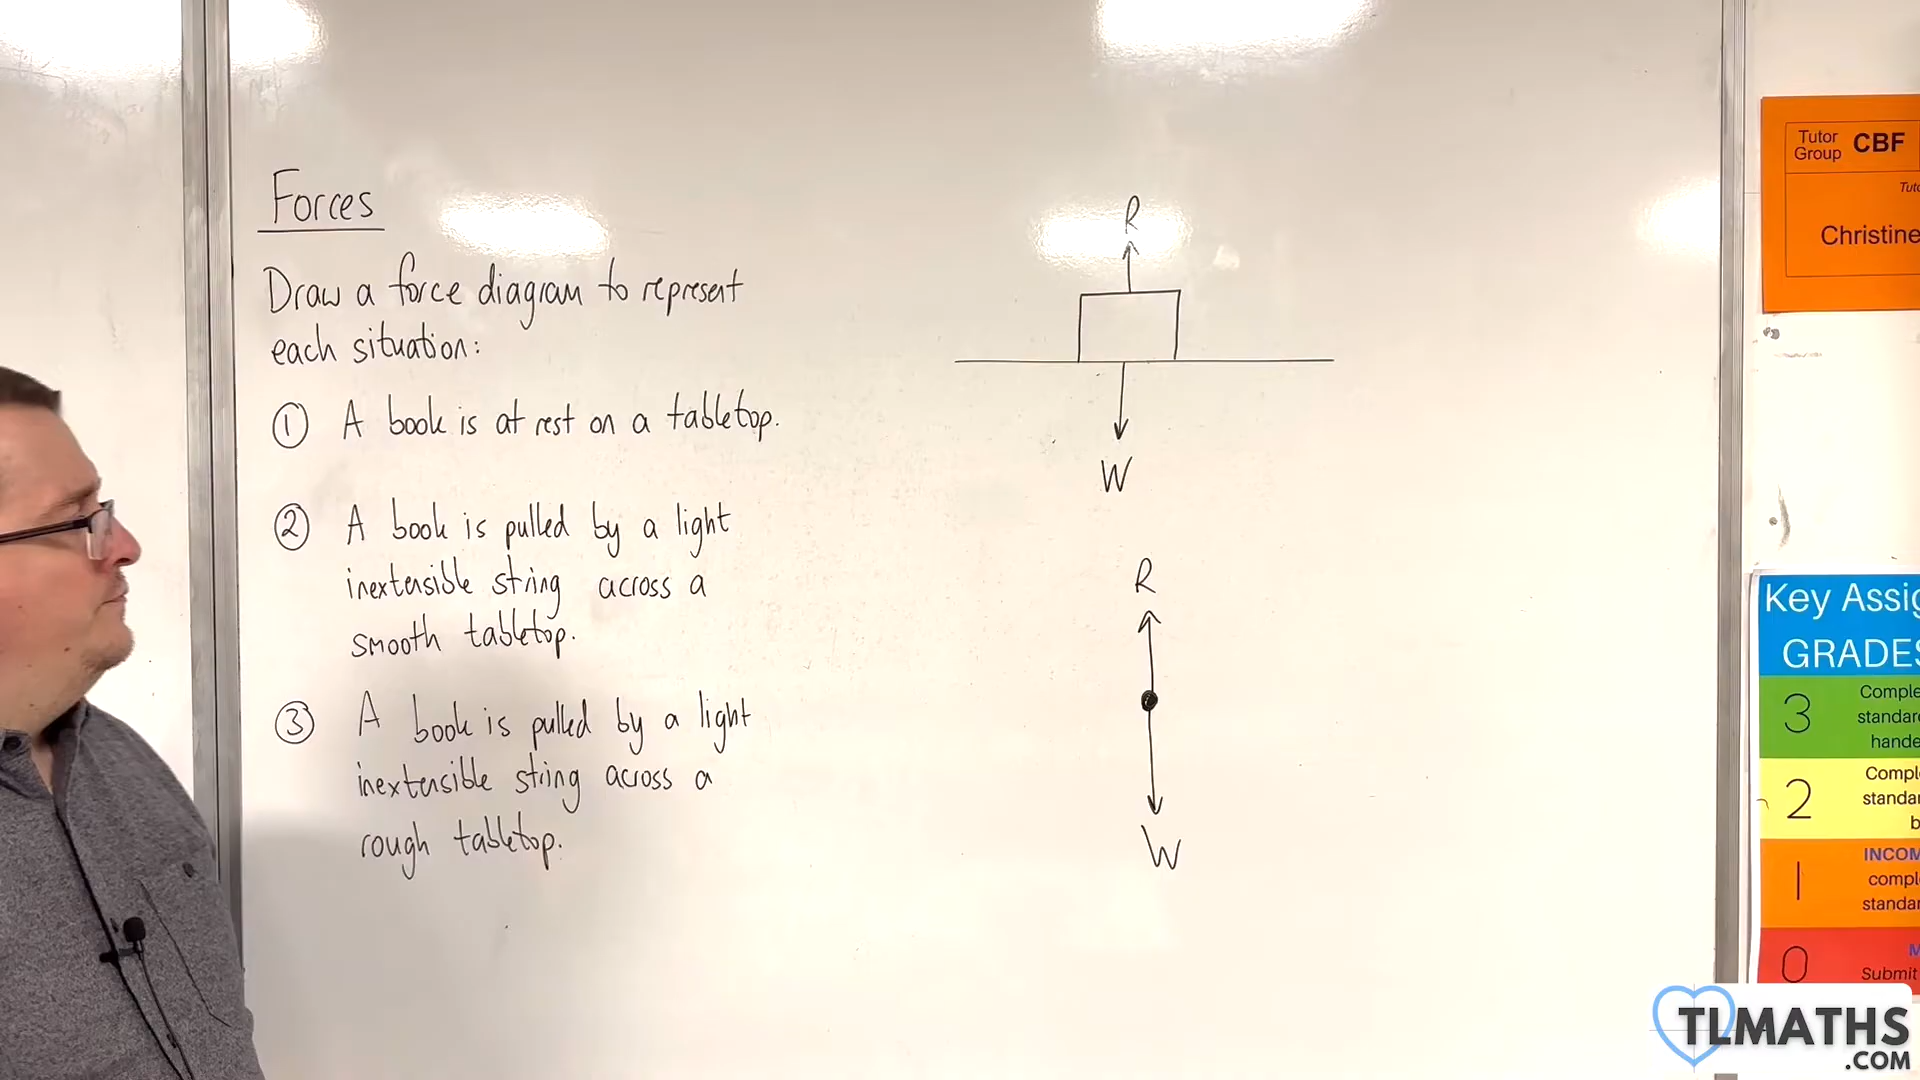 Forces
Draw a force diagram to represent
each situation:
① A book is at rest on a tabletop.
② A book is pulled by a light
inextensible string across a
smooth tabletop.
③ A book is pulled by a light
inextensible string across a
rough tabletop.
R
W
R
W
Tutor
Group CBF
Christine
Key Assig
GRADES
3 Comple
standar
hande
2 Compl
standar
b
1 INCOM
compl
standar
0 M
Submit
TLMATHS
.COM